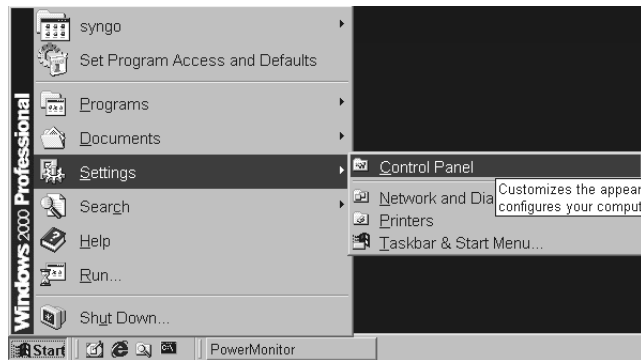 syngo
Set Program Access and Defaults
Programs
Documents
Settings
Search
Help
Run...
Shut Down...
Windows 2000 Professional
Control Panel
Network and Dia
Printers
Taskbar & Start Menu...
Customizes the appear
configures your comput
Start
PowerMonitor